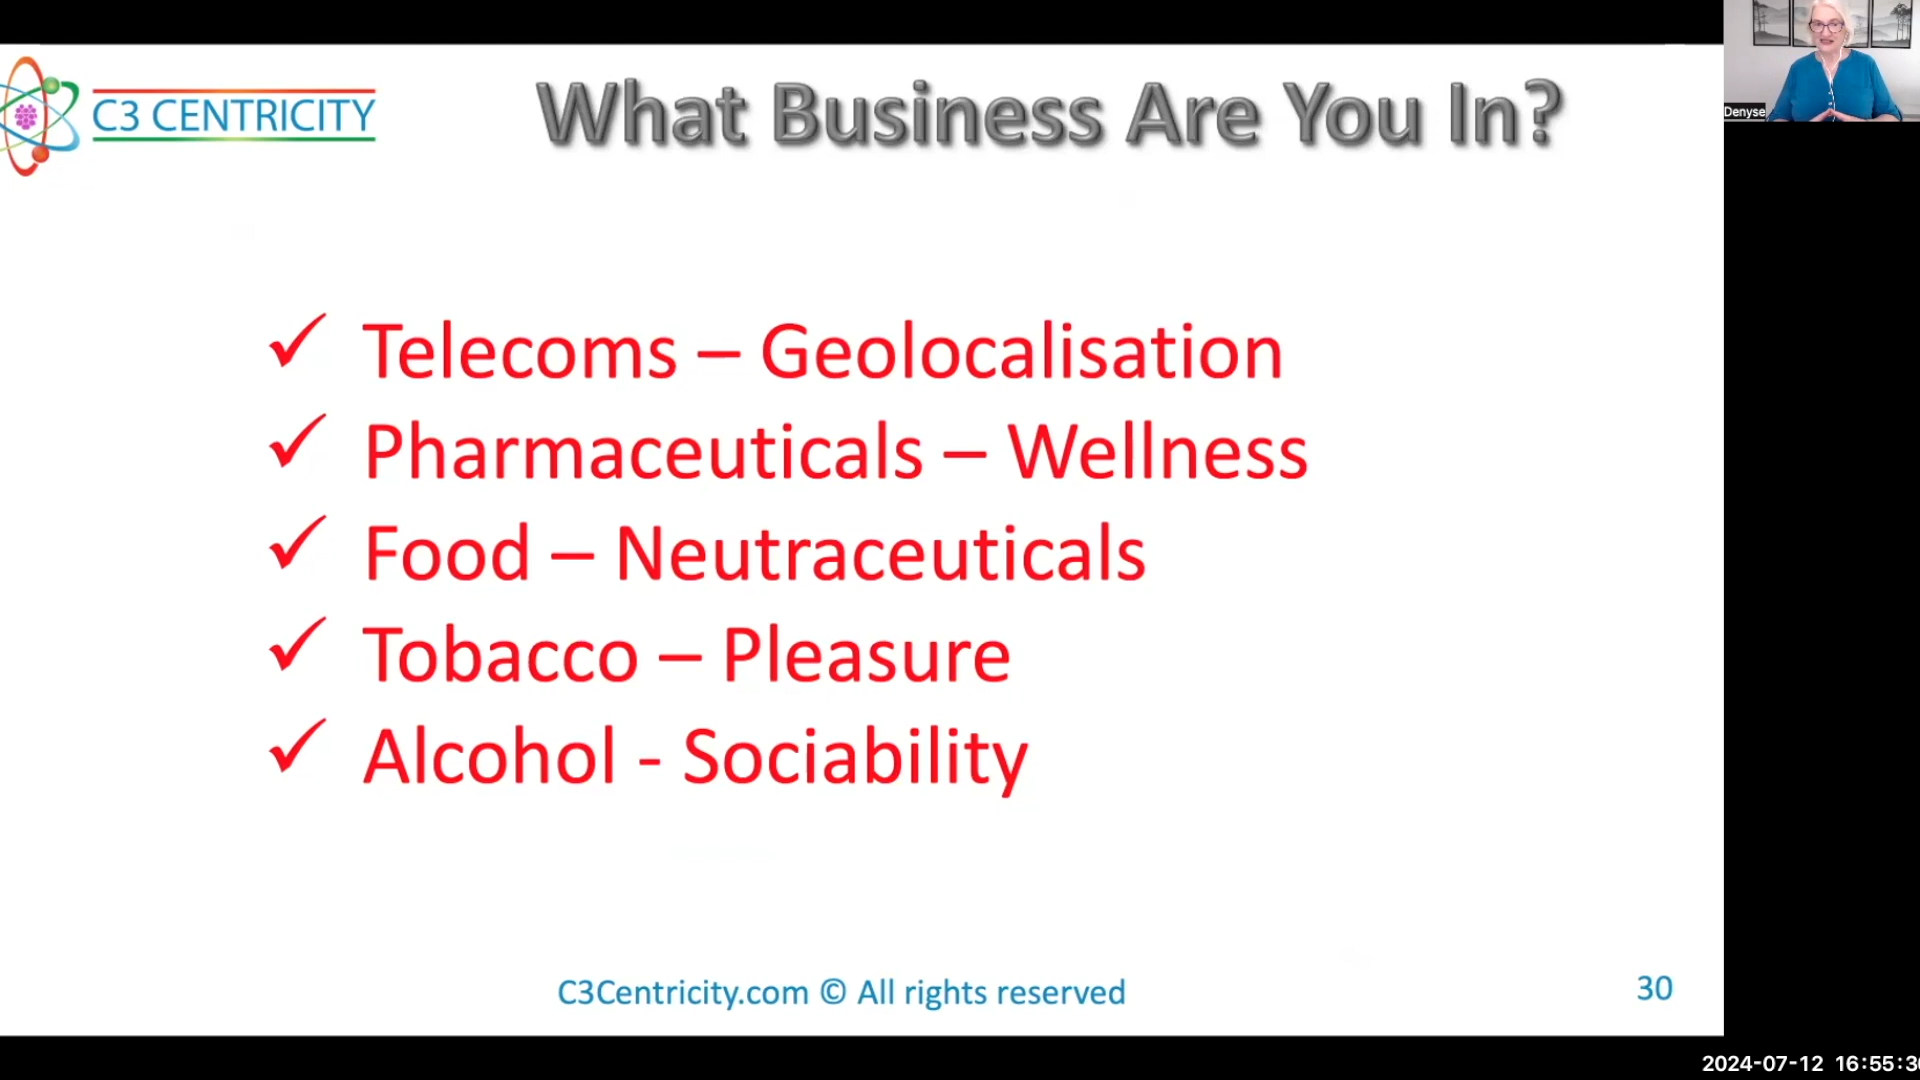 C3 CENTRICITY
What Business Are You In?
Denyse
✓ Telecoms – Geolocalisation
✓ Pharmaceuticals – Wellness
✓ Food – Neutraceuticals
✓ Tobacco – Pleasure
✓ Alcohol - Sociability
C3Centricity.com © All rights reserved
30
2024-07-12 16:55:3